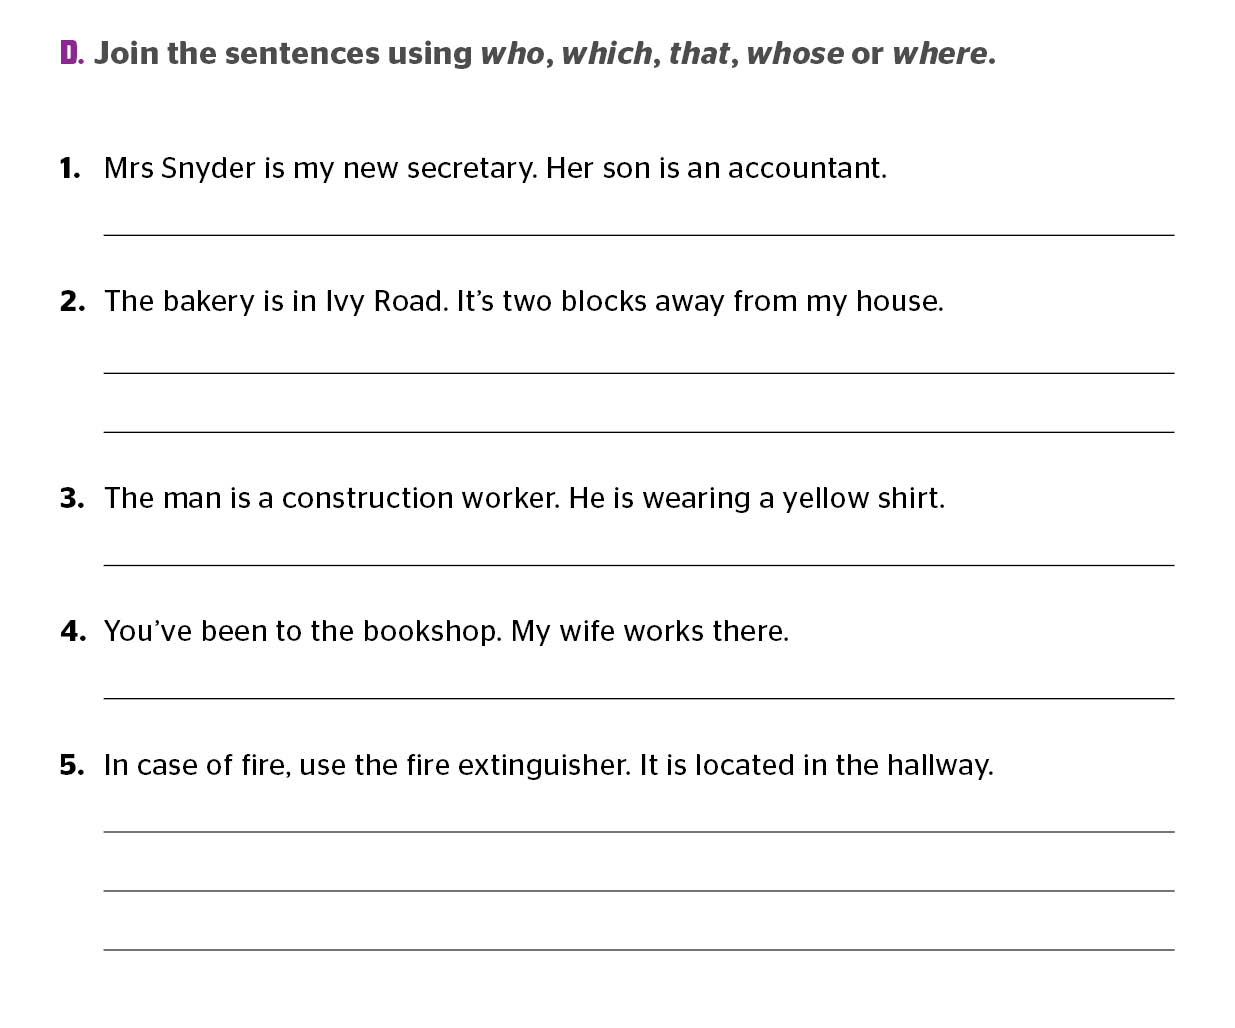 D. Join the sentences using who, which, that, whose or where.
1. Mrs Snyder is my new secretary. Her son is an accountant.
2. The bakery is in Ivy Road. It’s two blocks away from my house.
3. The man is a construction worker. He is wearing a yellow shirt.
4. You’ve been to the bookshop. My wife works there.
5. In case of fire, use the fire extinguisher. It is located in the hallway.